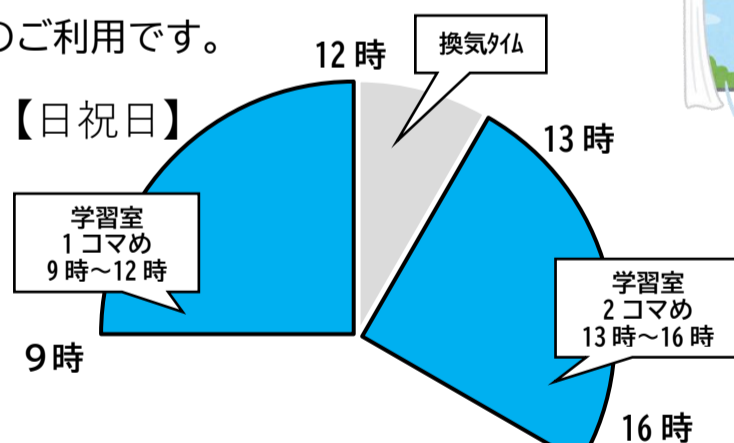 のご利用です。
12時
換気ﾀｲﾑ
【日祝日】
13時
学習室
1コマめ
9時～12時
学習室
2コマめ
13時～16時
9時
16時